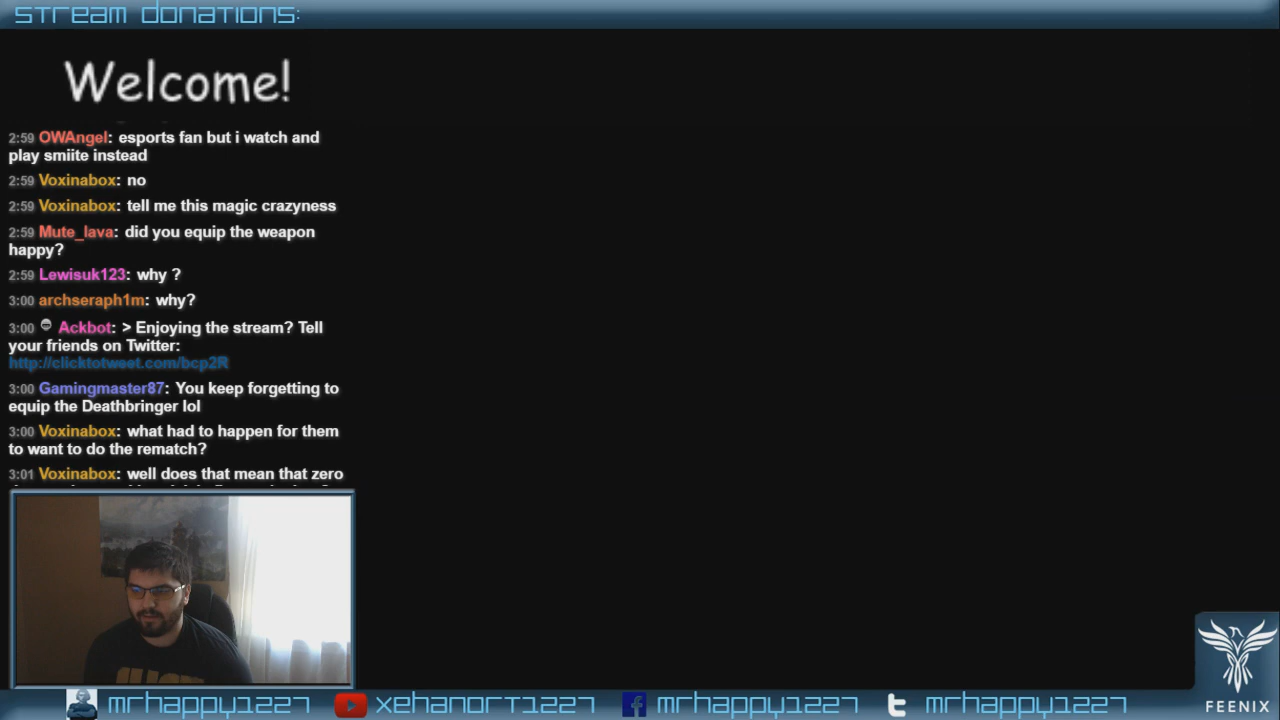 STREAM DONATIONS:
Welcome!
2:59 OWAngel: esports fan but i watch and
play smiite instead
2:59 Voxinabox: no
2:59 Voxinabox: tell me this magic crazyness
2:59 Mute_lava: did you equip the weapon
happy?
2:59 Lewisuk123: why ?
3:00 archseraph1m: why?
3:00 Ackbot: > Enjoying the stream? Tell
your friends on Twitter:
http://clicktotweet.com/bcp2R
3:00 Gamingmaster87: You keep forgetting to
equip the Deathbringer lol
3:00 Voxinabox: what had to happen for them
to want to do the rematch?
3:01 Voxinabox: well does that mean that zero
mrhappy1227 xehanort1227 mrhappy1227 mrhappy1227
FEENIX